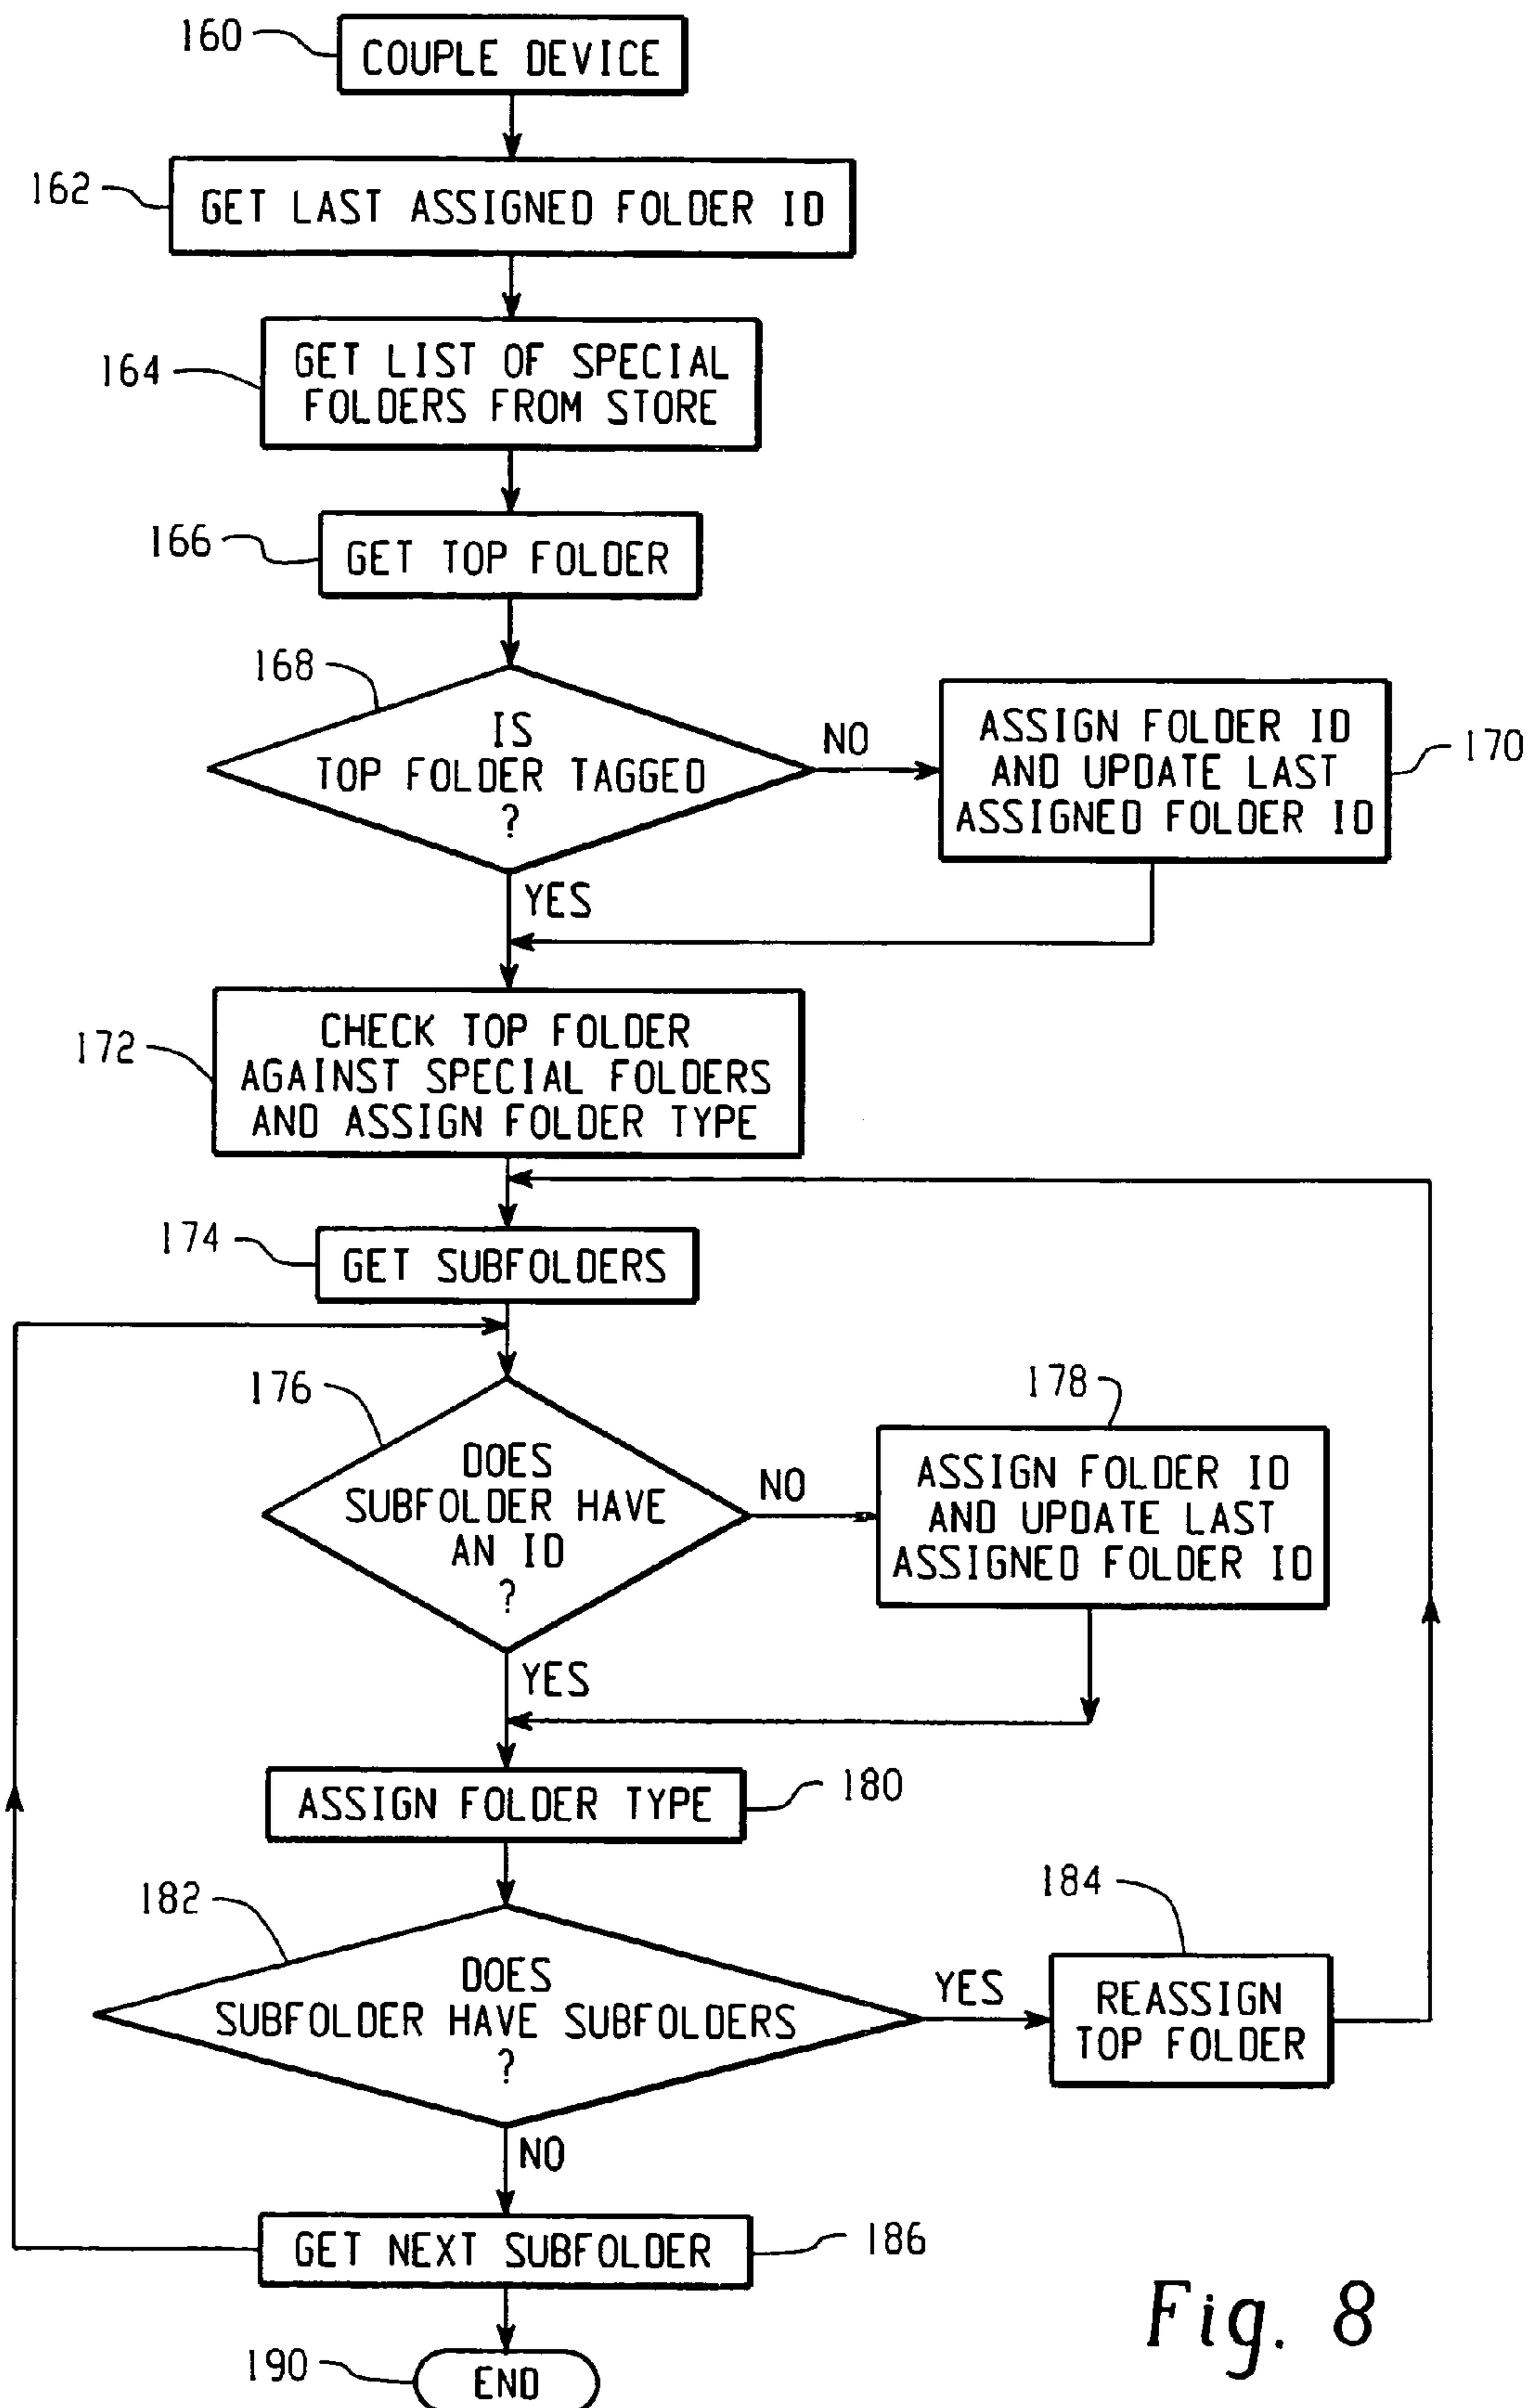 160
COUPLE DEVICE
162
GET LAST ASSIGNED FOLDER ID
164
GET LIST OF SPECIAL
FOLDERS FROM STORE
166
GET TOP FOLDER
168
IS
TOP FOLDER TAGGED
?
NO
ASSIGN FOLDER ID
AND UPDATE LAST
ASSIGNED FOLDER ID
170
YES
172
CHECK TOP FOLDER
AGAINST SPECIAL FOLDERS
AND ASSIGN FOLDER TYPE
174
GET SUBFOLDERS
176
DOES
SUBFOLDER HAVE
AN ID
?
NO
178
ASSIGN FOLDER ID
AND UPDATE LAST
ASSIGNED FOLDER ID
YES
ASSIGN FOLDER TYPE
180
182
DOES
SUBFOLDER HAVE SUBFOLDERS
?
YES
184
REASSIGN
TOP FOLDER
NO
GET NEXT SUBFOLDER
186
190
END
Fig. 8